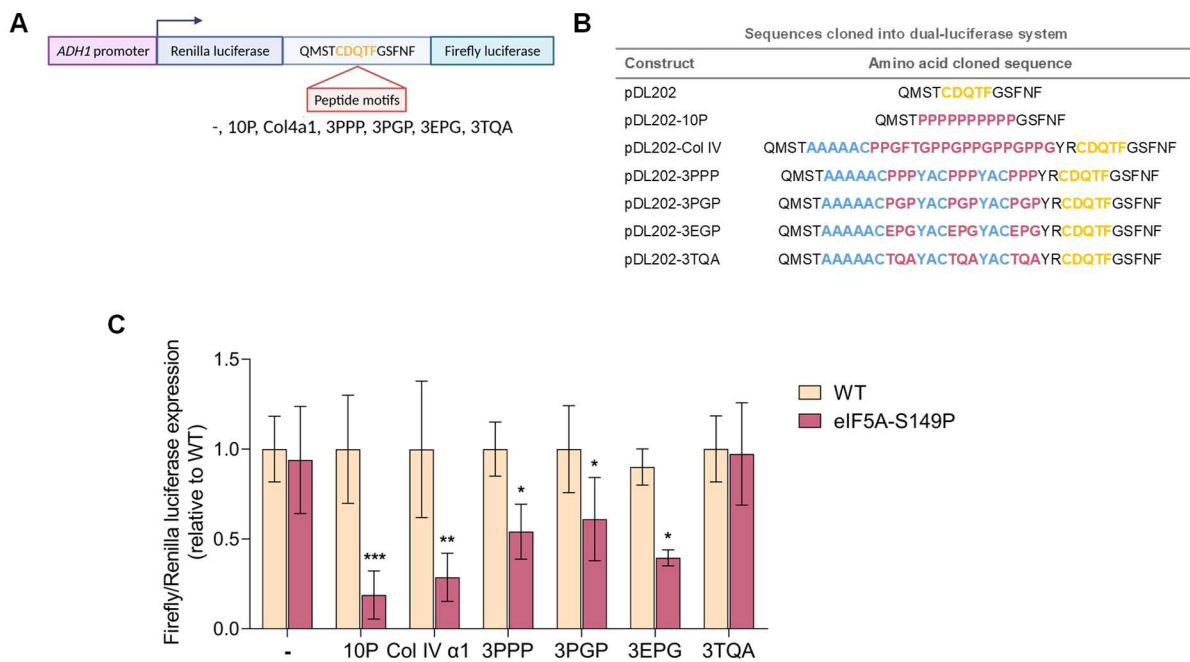 A
ADH1 promoter Renilla luciferase QMSTCDQTFGSFNF Firefly luciferase
Peptide motifs
-, 10P, Col4a1, 3PPP, 3PGP, 3EPG, 3TQA
B
Sequences cloned into dual-luciferase system
Construct Amino acid cloned sequence
pDL202 QMSTCDQTFGSFNF
pDL202-10P QMSTPPPPPPPPPPGSFNF
pDL202-Col IV QMSTAAAAACPPGFTGPPGPPGPPGPPGYRCDQTFGSFNF
pDL202-3PPP QMSTAAAAACPPPYACPPPYACPPPYRCDQTFGSFNF
pDL202-3PGP QMSTAAAAACPGPYACPGPYACPGPYRCDQTFGSFNF
pDL202-3EGP QMSTAAAAACEPGYACEPGYACEPGYRCDQTFGSFNF
pDL202-3TQA QMSTAAAAACTQAYACTQAYACTQAYRCDQTFGSFNF
C
Firefly/Renilla luciferase expression
(relative to WT)
1.5
1.0
0.5
0.0
*** ** * * *
- 10P Col IV α1 3PPP 3PGP 3EPG 3TQA
WT
eIF5A-S149P